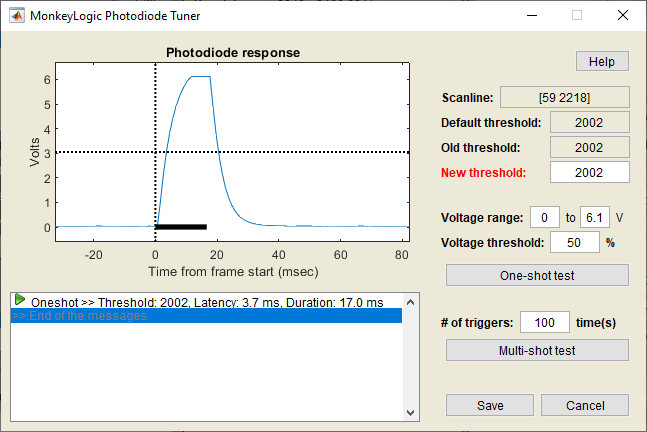 MonkeyLogic Photodiode Tuner
Photodiode response
Volts
6
5
4
3
2
1
0
-20 0 20 40 60 80
Time from frame start (msec)
Help
Scanline: [59 2218]
Default threshold: 2002
Old threshold: 2002
New threshold: 2002
Voltage range: 0 to 6.1 V
Voltage threshold: 50 %
One-shot test
# of triggers: 100 time(s)
Multi-shot test
Save Cancel
Oneshot >> Threshold: 2002, Latency: 3.7 ms, Duration: 17.0 ms
>> End of the messages